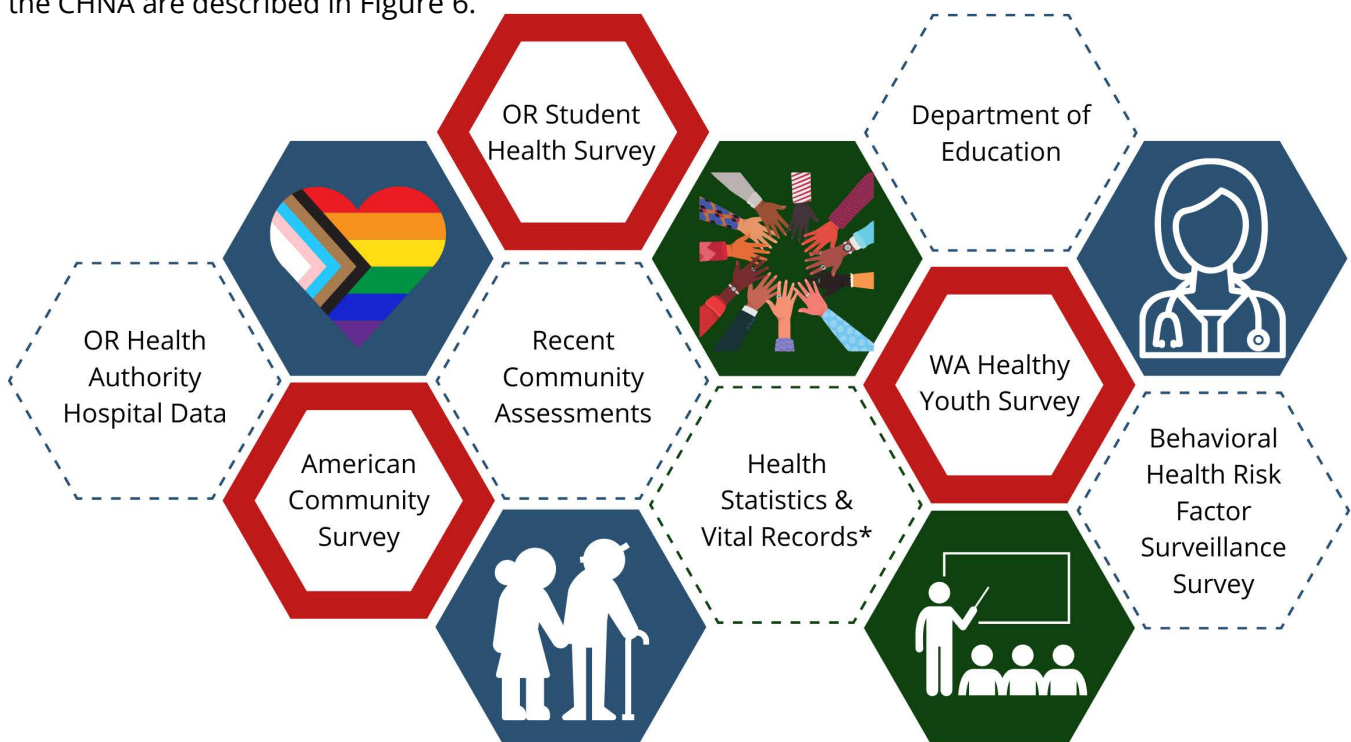 the CHNA are described in Figure 6.
OR Student
Health Survey
Department of
Education
OR Health
Authority
Hospital Data
Recent
Community
Assessments
WA Healthy
Youth Survey
American
Community
Survey
Health
Statistics &
Vital Records*
Behavioral
Health Risk
Factor
Surveillance
Survey